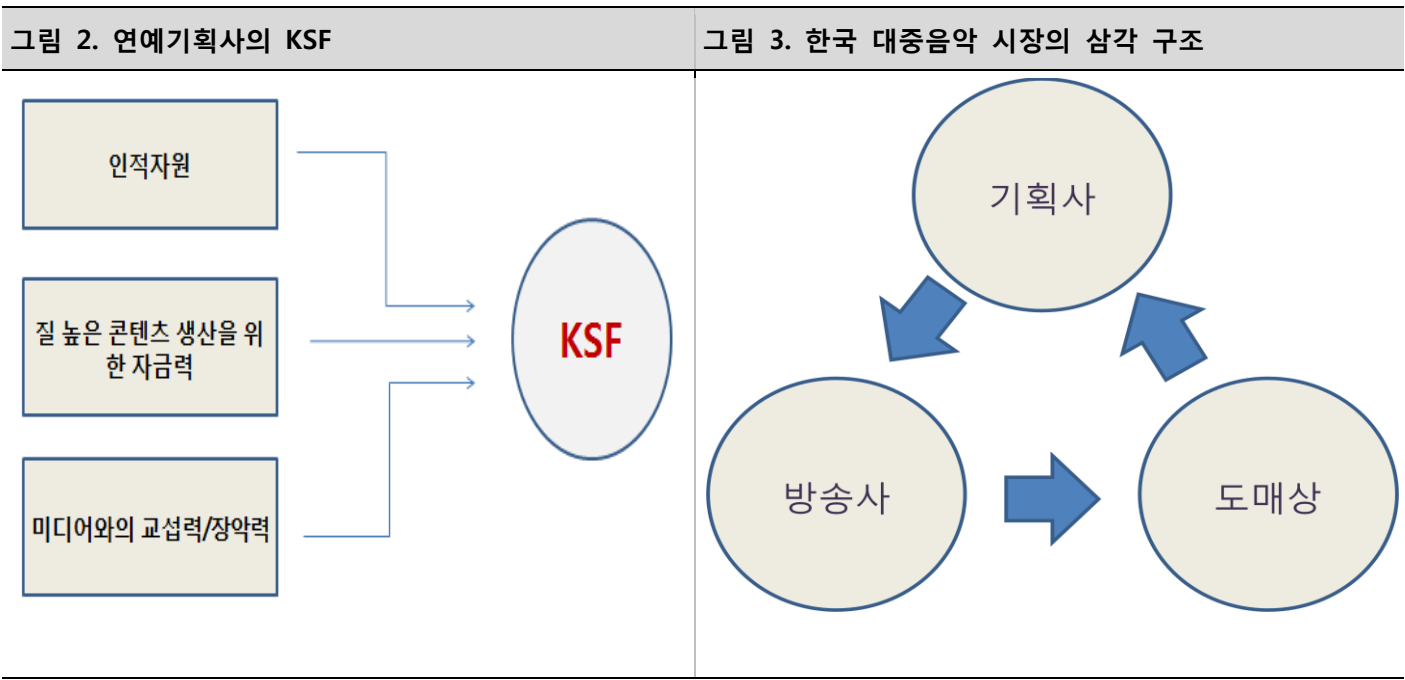 그림 2. 연예기획사의 KSF
인적자원
질 높은 콘텐츠 생산을 위
한 자금력
미디어와의 교섭력/장악력
KSF
그림 3. 한국 대중음악 시장의 삼각 구조
기획사
방송사
도매상